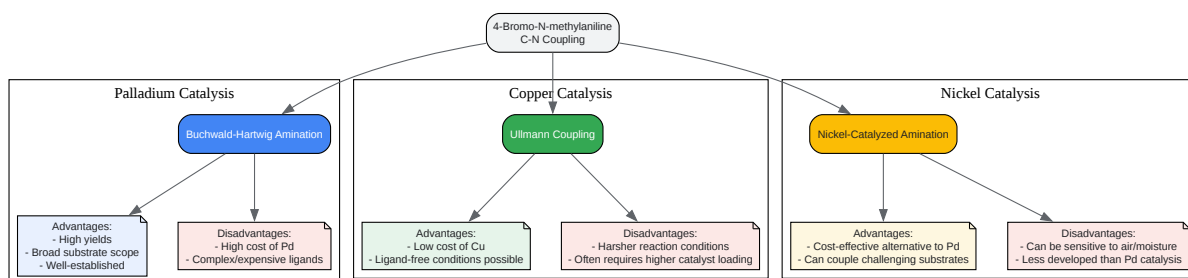 4-Bromo-N-methylaniline
C-N Coupling
Palladium Catalysis
Copper Catalysis
Nickel Catalysis
Buchwald-Hartwig Amination
Ullmann Coupling
Nickel-Catalyzed Amination
Advantages:
- High yields
- Broad substrate scope
- Well-established
Disadvantages:
- High cost of Pd
- Complex/expensive ligands
Advantages:
- Low cost of Cu
- Ligand-free conditions possible
Disadvantages:
- Harsher reaction conditions
- Often requires higher catalyst loading
Advantages:
- Cost-effective alternative to Pd
- Can couple challenging substrates
Disadvantages:
- Can be sensitive to air/moisture
- Less developed than Pd catalysis